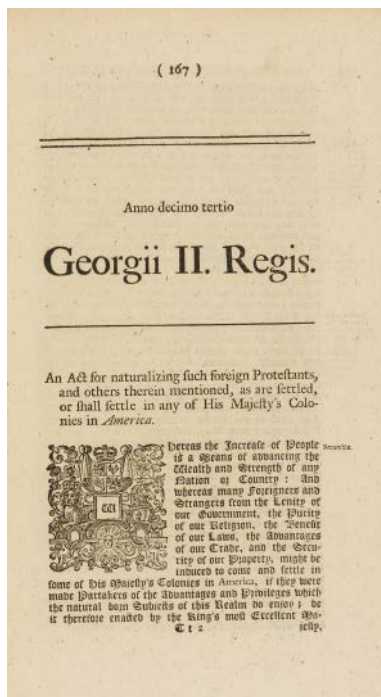 ( 167 )
Anno decimo tertio
Georgii II. Regis.
An Act for naturalizing such foreign Protestants,
and others therein mentioned, as are settled,
or shall settle in any of His Majesty's Colo-
nies in America.
Whereas the Increase of People
Preamble.
is a Means of advancing the
Wealth and Strength of any
Nation or Country : And
whereas many Foreigners and
Strangers from the Lenity of
our Government, the Purity
of our Religion, the Benefit
of our Laws, the Advantages
of our Trade, and the Secu-
rity of our Property, might be
induced to come and settle in
some of His Majesty's Colonies in America, if they were
made Partakers of the Advantages and Privileges which
the natural born Subjects of this Realm do enjoy ; be
it therefore enacted by the King's most Excellent Ma-
T t 2
jesty,